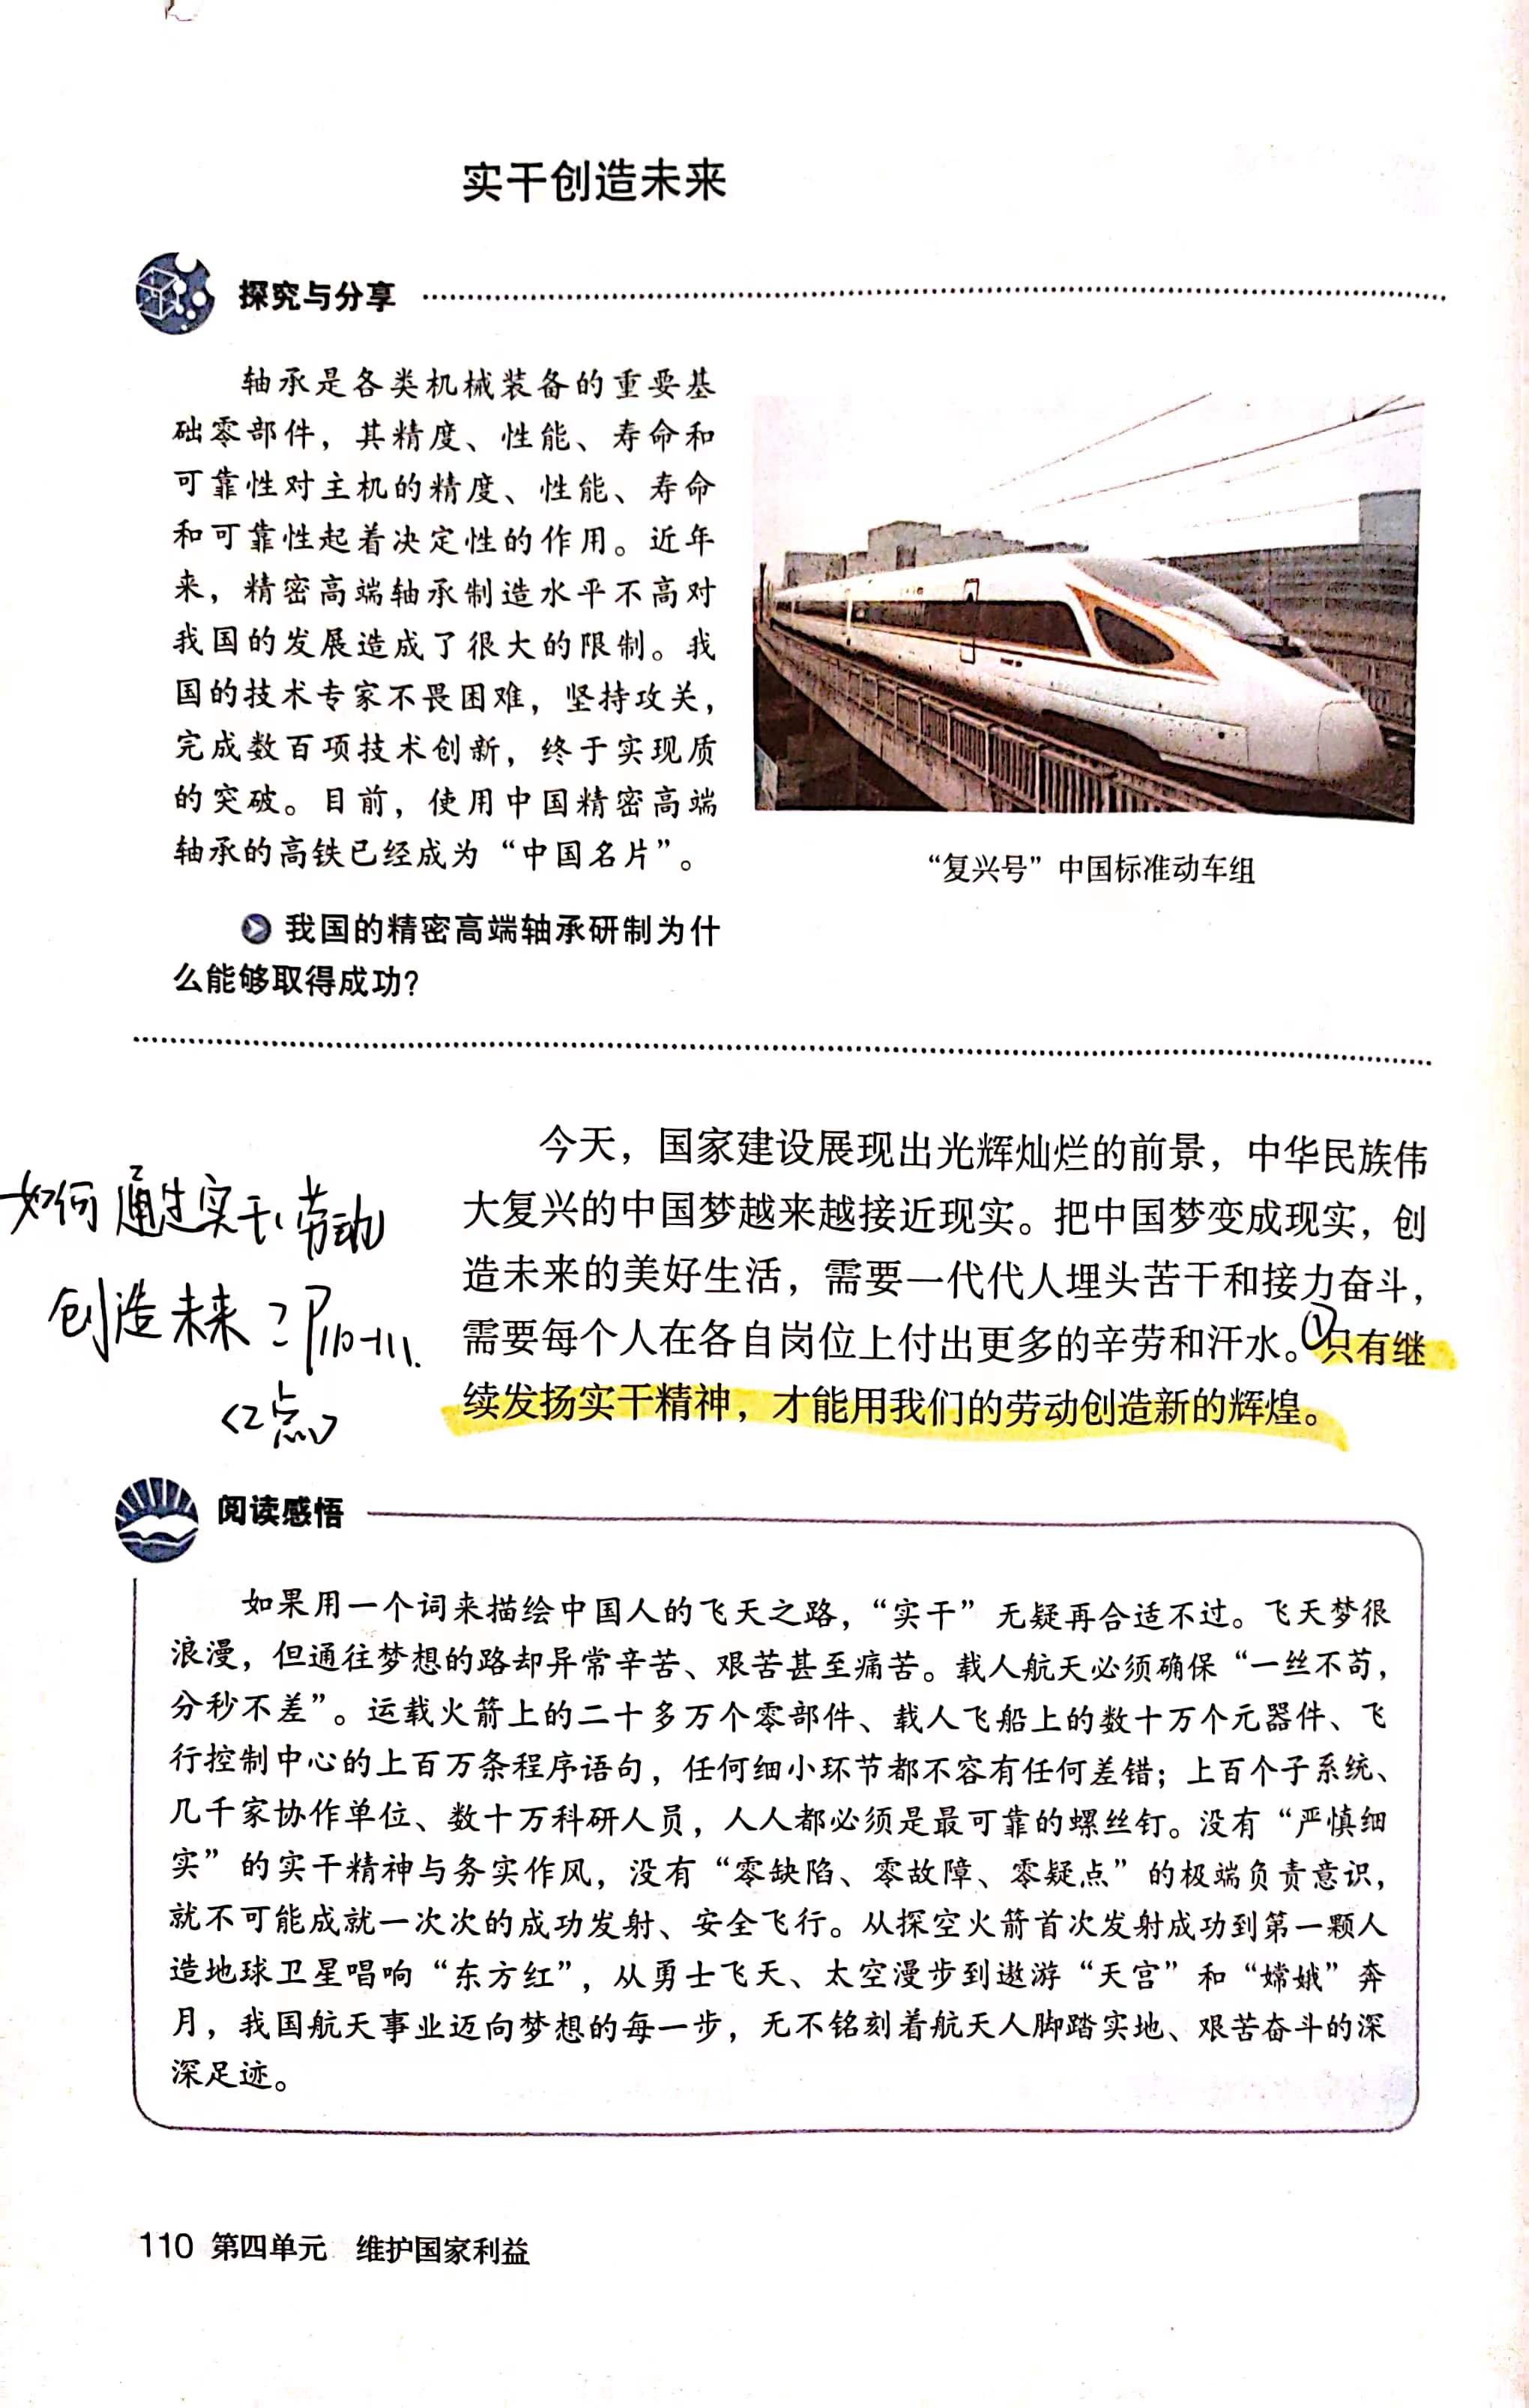 实干创造未来
探究与分享
轴承是各类机械装备的重要基
础零部件，其精度、性能、寿命和
可靠性对主机的精度、性能、寿命
和可靠性起着决定性的作用。近年
来，精密高端轴承制造水平不高对
我国的发展造成了很大的限制。我
国的技术专家不畏困难，坚持攻关，
完成数百项技术创新，终于实现质
的突破。目前，使用中国精密高端
轴承的高铁已经成为“中国名片”。
“复兴号”中国标准动车组
我国的精密高端轴承研制为什
么能够取得成功？
如何通过实干、劳动
创造未来？P110-111.
<2点>
今天，国家建设展现出光辉灿烂的前景，中华民族伟
大复兴的中国梦越来越接近现实。把中国梦变成现实，创
造未来的美好生活，需要一代代人埋头苦干和接力奋斗，
需要每个人在各自岗位上付出更多的辛劳和汗水。①只有继
续发扬实干精神，才能用我们的劳动创造新的辉煌。
阅读感悟
如果用一个词来描绘中国人的飞天之路，“实干”无疑再合适不过。飞天梦很
浪漫，但通往梦想的路却异常辛苦、艰苦甚至痛苦。载人航天必须确保“一丝不苟，
分秒不差”。运载火箭上的二十多万个零部件、载人飞船上的数十万个元器件、飞
行控制中心的上百万条程序语句，任何细小环节都不容有任何差错；上百个子系统、
几千家协作单位、数十万科研人员，人人都必须是最可靠的螺丝钉。没有“严慎细
实”的实干精神与务实作风，没有“零缺陷、零故障、零疑点”的极端负责意识，
就不可能成就一次次的成功发射、安全飞行。从探空火箭首次发射成功到第一颗人
造地球卫星唱响“东方红”，从勇士飞天、太空漫步到遨游“天宫”和“嫦娥”奔
月，我国航天事业迈向梦想的每一步，无不铭刻着航天人脚踏实地、艰苦奋斗的深
深足迹。
110 第四单元 维护国家利益